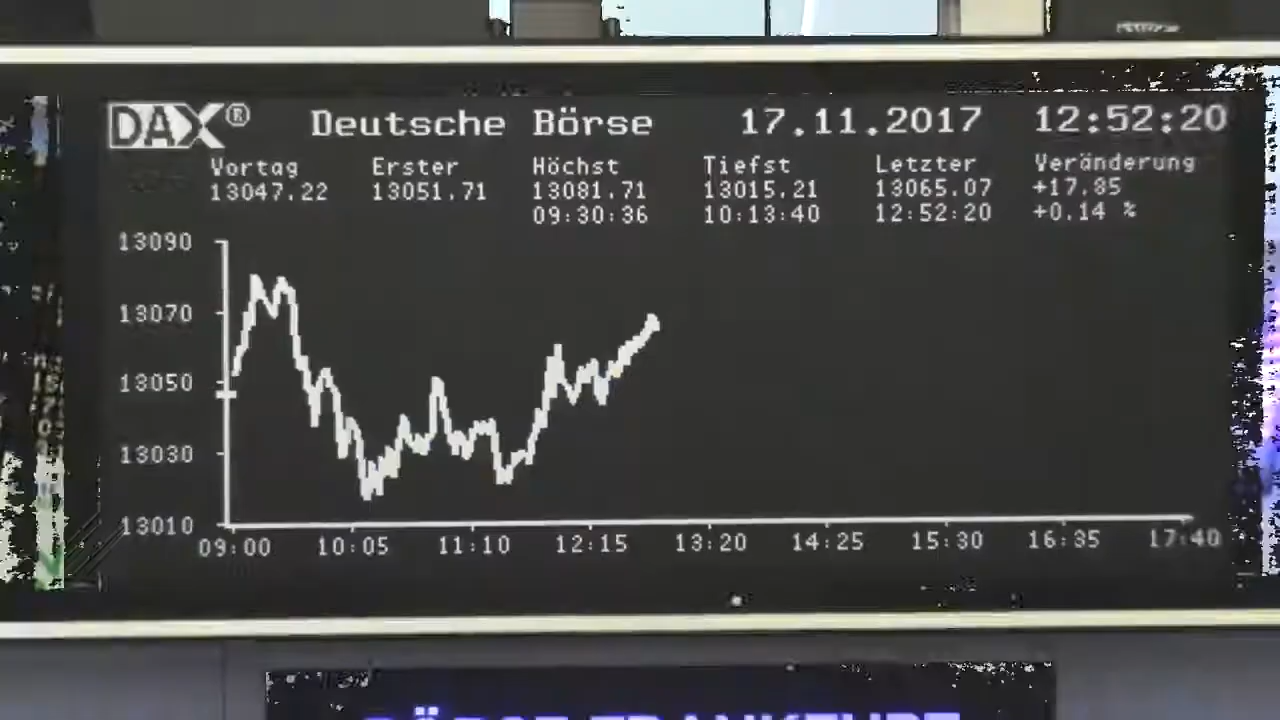 DAX® Deutsche Börse 17.11.2017 12:52:20
Vortag Erster Höchst Tiefst Letzter Veränderung
13047.22 13051.71 13081.71 13015.21 13065.07 +17.85
09:30:36 10:13:40 12:52:20 +0.14 %
13090
13070
13050
13030
13010
09:00 10:05 11:10 12:15 13:20 14:25 15:30 16:35 17:40
BÖRSE FRANKFURT